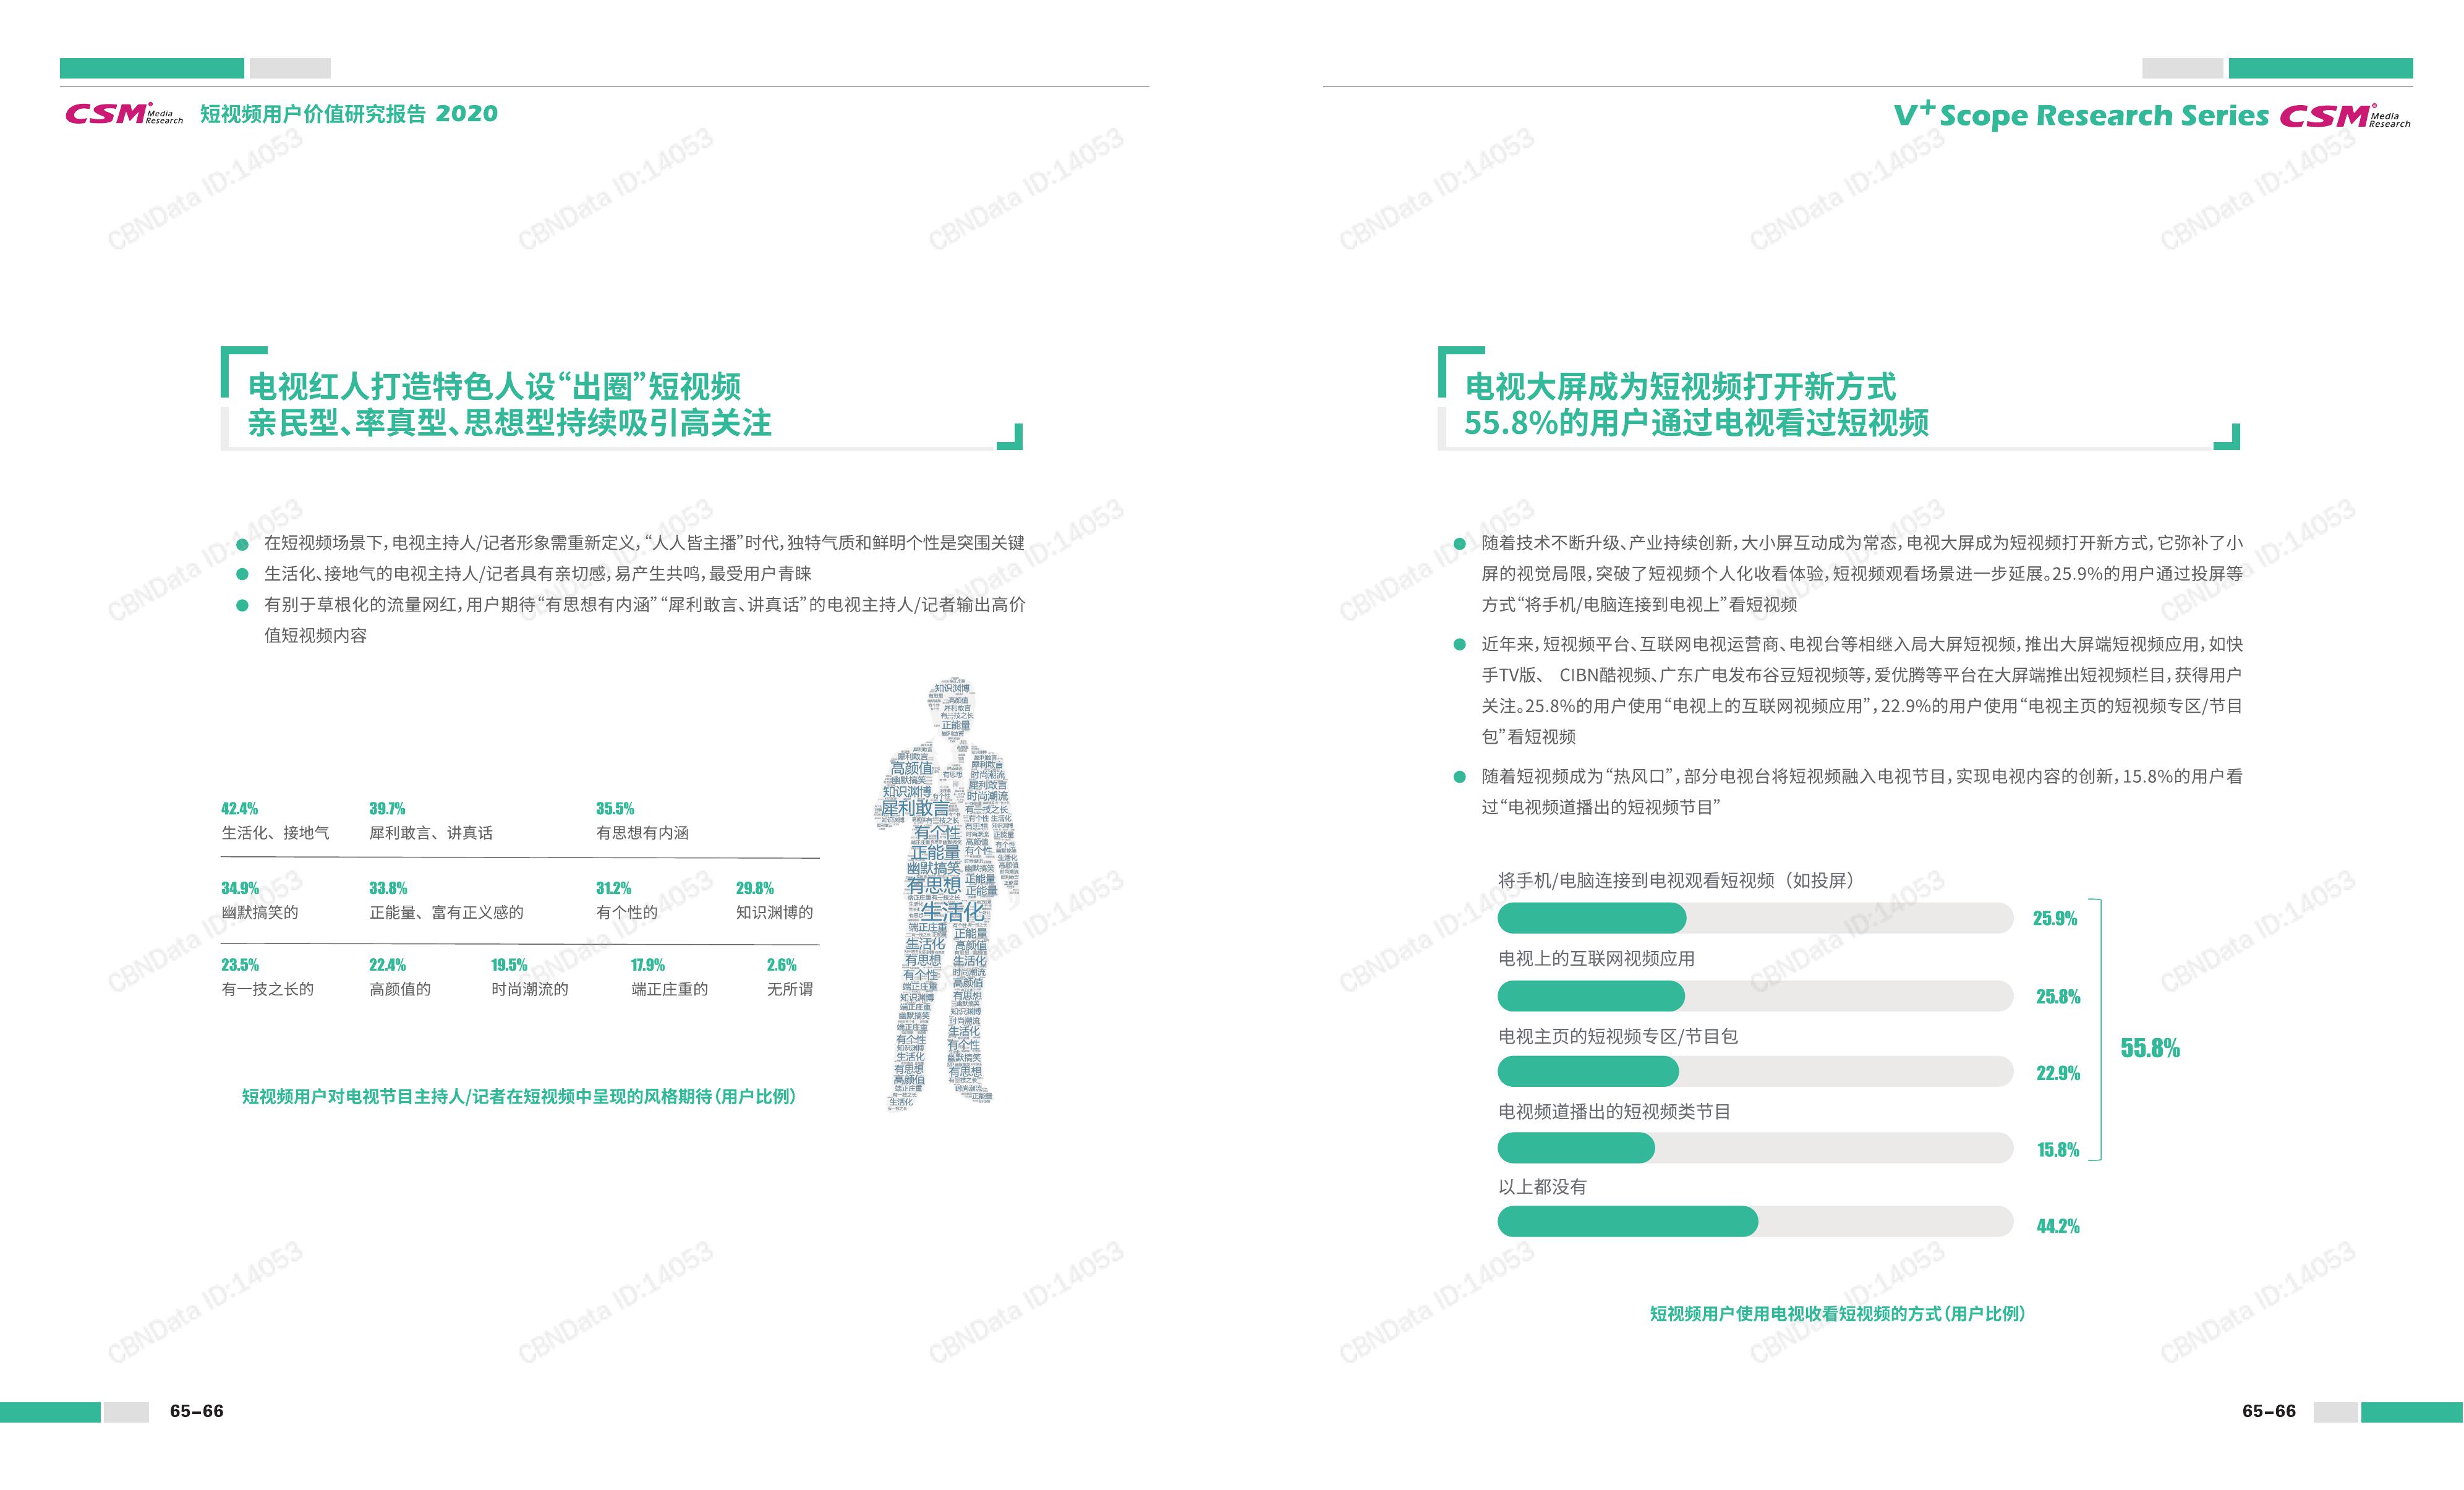 CSM Media Research 短视频用户价值研究报告 2020
电视红人打造特色人设“出圈”短视频
亲民型、率真型、思想型持续吸引高关注
在短视频场景下，电视主持人/记者形象需重新定义，“人人皆主播”时代，独特气质和鲜明个性是突围关键
生活化、接地气的电视主持人/记者具有亲切感，易产生共鸣，最受用户青睐
有别于草根化的流量网红，用户期待“有思想有内涵”“犀利敢言、讲真话”的电视主持人/记者输出高价
值短视频内容
42.4% 39.7% 35.5%
生活化、接地气 犀利敢言、讲真话 有思想有内涵
34.9% 33.8% 31.2% 29.8%
幽默搞笑的 正能量、富有正义感的 有个性的 知识渊博的
23.5% 22.4% 19.5% 17.9% 2.6%
有一技之长的 高颜值的 时尚潮流的 端正庄重的 无所谓
知识渊博
高颜值
犀利敢言
有一技之长
正能量
犀利敢言
高颜值
幽默搞笑
知识渊博
犀利敢言
有个性
正能量
幽默搞笑
有思想
生活化
端正庄重
生活化
有思想
有个性
端正庄重
知识渊博
短视频用户对电视节目主持人/记者在短视频中呈现的风格期待（用户比例）
65–66
V+Scope Research Series CSM Media Research
电视大屏成为短视频打开新方式
55.8%的用户通过电视看过短视频
随着技术不断升级、产业持续创新，大小屏互动成为常态，电视大屏成为短视频打开新方式，它弥补了小
屏的视觉局限，突破了短视频个人化收看体验，短视频观看场景进一步延展。25.9%的用户通过投屏等
方式“将手机/电脑连接到电视上”看短视频
近年来，短视频平台、互联网电视运营商、电视台等相继入局大屏短视频，推出大屏端短视频应用，如快
手TV版、 CIBN酷视频、广东广电发布谷豆短视频等，爱优腾等平台在大屏端推出短视频栏目，获得用户
关注。25.8%的用户使用“电视上的互联网视频应用”，22.9%的用户使用“电视主页的短视频专区/节目
包”看短视频
随着短视频成为“热风口”，部分电视台将短视频融入电视节目，实现电视内容的创新，15.8%的用户看
过“电视频道播出的短视频节目”
将手机/电脑连接到电视观看短视频（如投屏）
25.9%
电视上的互联网视频应用
25.8%
电视主页的短视频专区/节目包
22.9%
电视频道播出的短视频类节目
15.8%
以上都没有
44.2%
55.8%
短视频用户使用电视收看短视频的方式（用户比例）
65–66
CBNData ID:14053